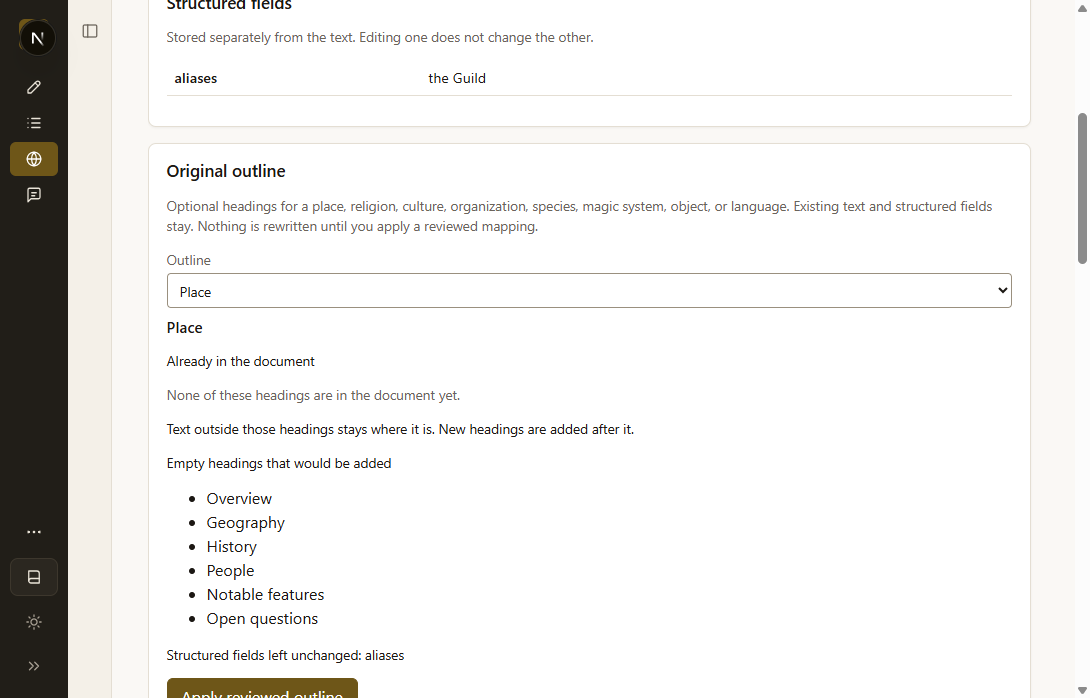 Structured fields
Stored separately from the text. Editing one does not change the other.
aliases the Guild
Original outline
Optional headings for a place, religion, culture, organization, species, magic system, object, or language. Existing text and structured fields
stay. Nothing is rewritten until you apply a reviewed mapping.
Outline
Place
Place
Already in the document
None of these headings are in the document yet.
Text outside those headings stays where it is. New headings are added after it.
Empty headings that would be added
Overview
Geography
History
People
Notable features
Open questions
Structured fields left unchanged: aliases
Apply reviewed outline
N